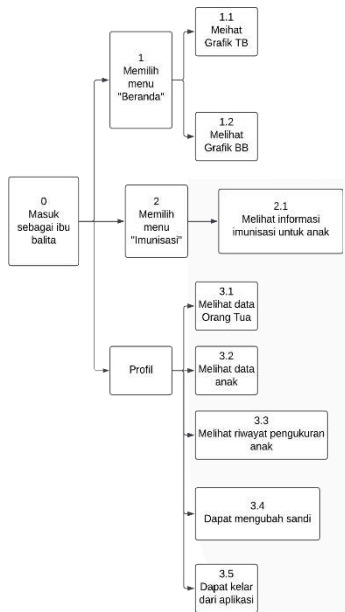 0
Masuk
sebagai ibu
balita
1
Memilih
menu
"Beranda"
1.1
Meihat
Grafik TB
1.2
Melihat
Grafik BB
2
Memilih
menu
"Imunisasi"
2.1
Melihat informasi
imunisasi untuk anak
Profil
3.1
Melihat data
Orang Tua
3.2
Melihat data
anak
3.3
Melihat riwayat pengukuran
anak
3.4
Dapat mengubah sandi
3.5
Dapat kelar
dari aplikasi